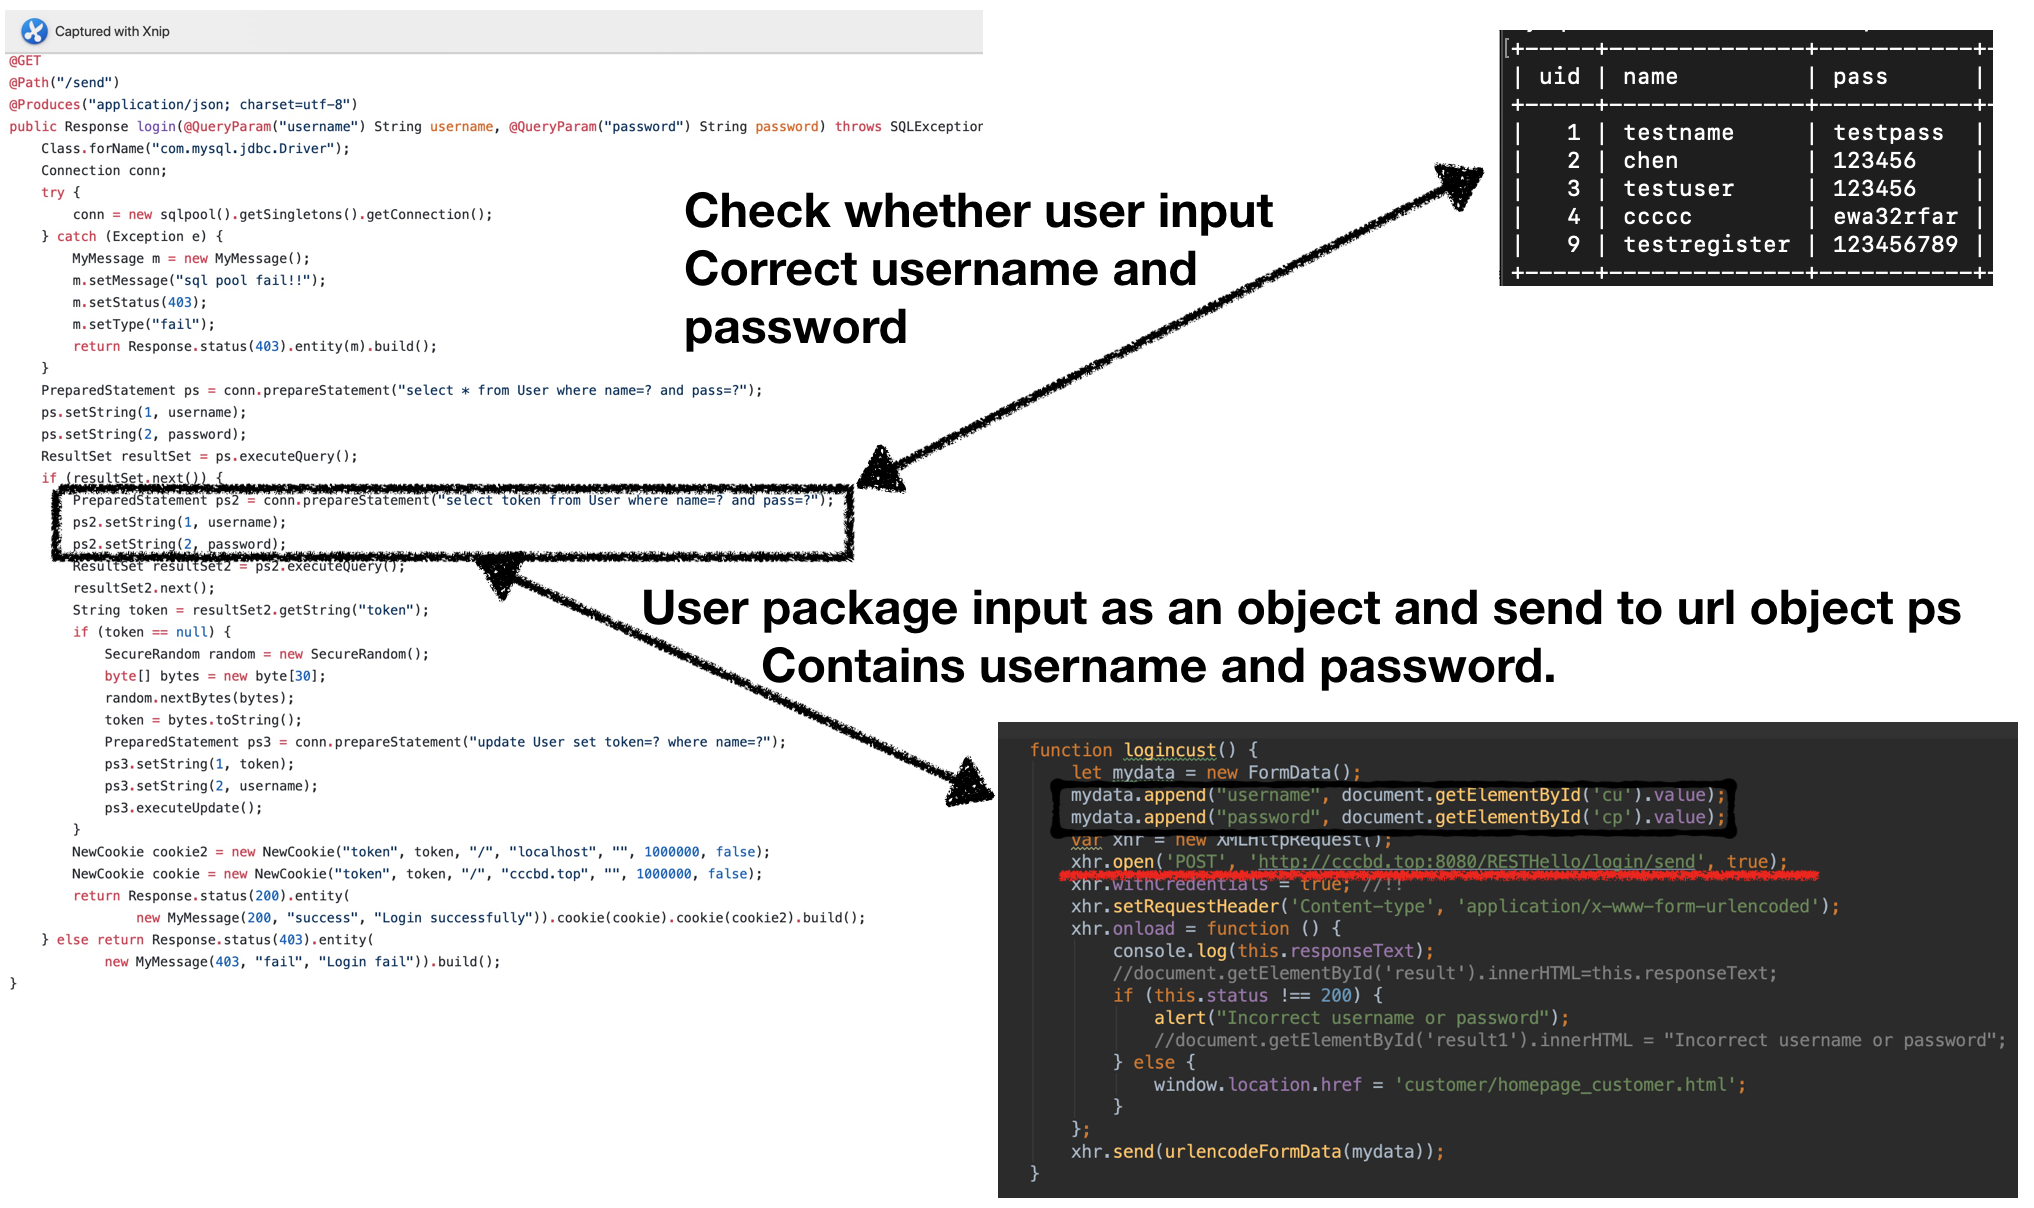 Captured with Xnip
@GET
@Path("/send")
@Produces("application/json; charset=utf-8")
public Response login(@QueryParam("username") String username, @QueryParam("password") String password) throws SQLException
Class.forName("com.mysql.jdbc.Driver");
Connection conn;
try {
conn = new sqlpool().getSingletons().getConnection();
} catch (Exception e) {
MyMessage m = new MyMessage();
m.setMessage("sql pool fail!!");
m.setStatus(403);
m.setType("fail");
return Response.status(403).entity(m).build();
}
PreparedStatement ps = conn.prepareStatement("select * from User where name=? and pass=?");
ps.setString(1, username);
ps.setString(2, password);
ResultSet resultSet = ps.executeQuery();
if (resultSet.next()) {
PreparedStatement ps2 = conn.prepareStatement("select token from User where name=? and pass=?");
ps2.setString(1, username);
ps2.setString(2, password);
ResultSet resultSet2 = ps2.executeQuery();
resultSet2.next();
String token = resultSet2.getString("token");
if (token == null) {
SecureRandom random = new SecureRandom();
byte[] bytes = new byte[30];
random.nextBytes(bytes);
token = bytes.toString();
PreparedStatement ps3 = conn.prepareStatement("update User set token=? where name=?");
ps3.setString(1, token);
ps3.setString(2, username);
ps3.executeUpdate();
}
NewCookie cookie2 = new NewCookie("token", token, "/", "localhost", "", 1000000, false);
NewCookie cookie = new NewCookie("token", token, "/", "cccbd.top", "", 1000000, false);
return Response.status(200).entity(
new MyMessage(200, "success", "Login successfully")).cookie(cookie).cookie(cookie2).build();
} else return Response.status(403).entity(
new MyMessage(403, "fail", "Login fail")).build();
}
Check whether user input
Correct username and
password
| uid | name | pass |
| 1 | testname | testpass |
| 2 | chen | 123456 |
| 3 | testuser | 123456 |
| 4 | ccccc | ewa32rfar |
| 9 | testregister | 123456789 |
User package input as an object and send to url object ps
Contains username and password.
function logincust() {
let mydata = new FormData();
mydata.append("username", document.getElementById('cu').value);
mydata.append("password", document.getElementById('cp').value);
var xhr = new XMLHttpRequest();
xhr.open('POST', 'http://cccbd.top:8080/RESTHello/login/send', true);
xhr.withCredentials = true; //!!
xhr.setRequestHeader('Content-type', 'application/x-www-form-urlencoded');
xhr.onload = function () {
console.log(this.responseText);
//document.getElementById('result').innerHTML=this.responseText;
if (this.status !== 200) {
alert("Incorrect username or password");
//document.getElementById('result1').innerHTML = "Incorrect username or password";
} else {
window.location.href = 'customer/homepage_customer.html';
}
};
xhr.send(urlencodeFormData(mydata));
}